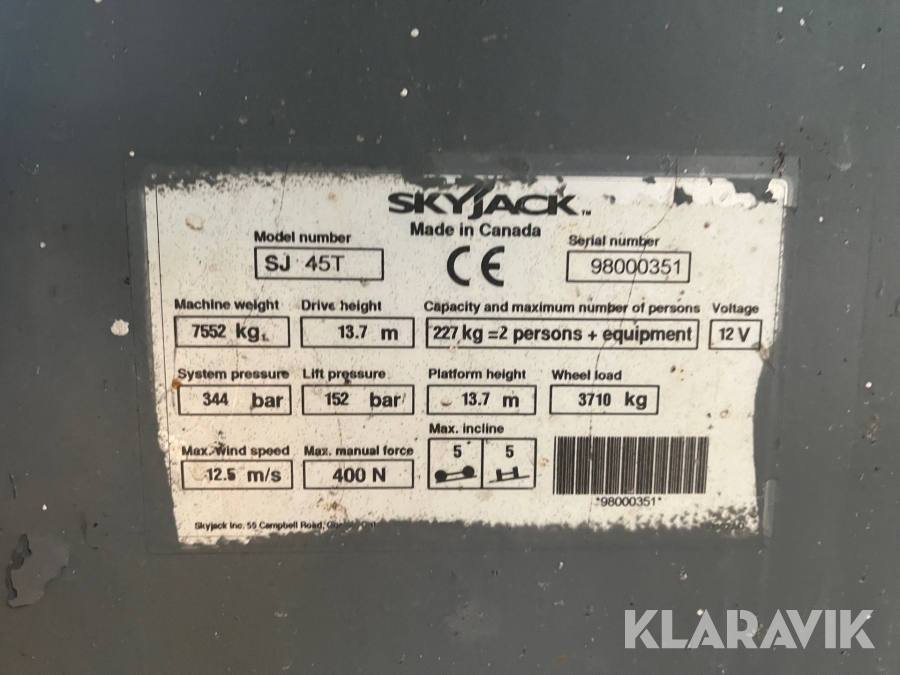 SKYJACK™
Made in Canada
Model number
SJ 45T
CE
Serial number
98000351
Machine weight Drive height Capacity and maximum number of persons Voltage
7552 kg. 13.7 m 227 kg =2 persons + equipment 12 V
System pressure Lift pressure Platform height Wheel load
344 bar 152 bar 13.7 m 3710 kg
Max. wind speed Max. manual force Max. incline
12.5 m/s 400 N 5 5
*98000351*
Skyjack Inc. 55 Campbell Road,
KLARAVIK